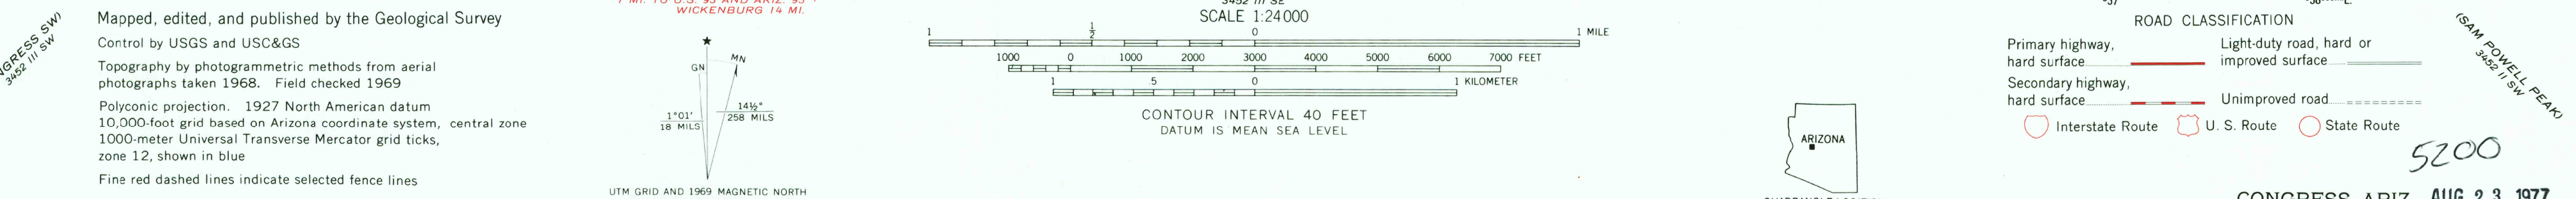 (CONGRESS SW)
3452 III SW
Mapped, edited, and published by the Geological Survey
Control by USGS and USC&GS
Topography by photogrammetric methods from aerial
photographs taken 1968. Field checked 1969
Polyconic projection. 1927 North American datum
10,000-foot grid based on Arizona coordinate system, central zone
1000-meter Universal Transverse Mercator grid ticks,
zone 12, shown in blue
Fine red dashed lines indicate selected fence lines
WICKENBURG 14 MI.
★
GN
MN
1°01'
18 MILS
14½°
258 MILS
UTM GRID AND 1969 MAGNETIC NORTH
3452 III SE
SCALE 1:24000
1 ½ 0 1 MILE
1000 0 1000 2000 3000 4000 5000 6000 7000 FEET
1 .5 0 1 KILOMETER
CONTOUR INTERVAL 40 FEET
DATUM IS MEAN SEA LEVEL
ARIZONA
ROAD CLASSIFICATION
Primary highway,
hard surface
Light-duty road, hard or
improved surface
Secondary highway,
hard surface
Unimproved road
Interstate Route U. S. Route State Route
(SAM POWELL PEAK)
3452 II SW
5200
CONGRESS, ARIZ. AUG 23 1977